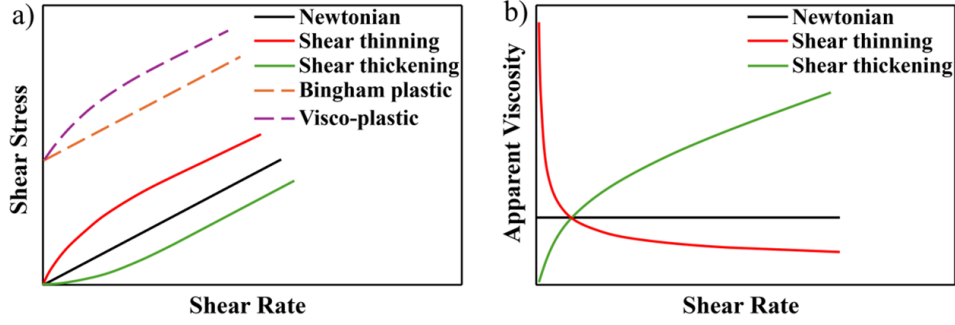 a)
Newtonian
Shear thinning
Shear thickening
Bingham plastic
Visco-plastic
Shear Stress
Shear Rate
b)
Newtonian
Shear thinning
Shear thickening
Apparent Viscosity
Shear Rate